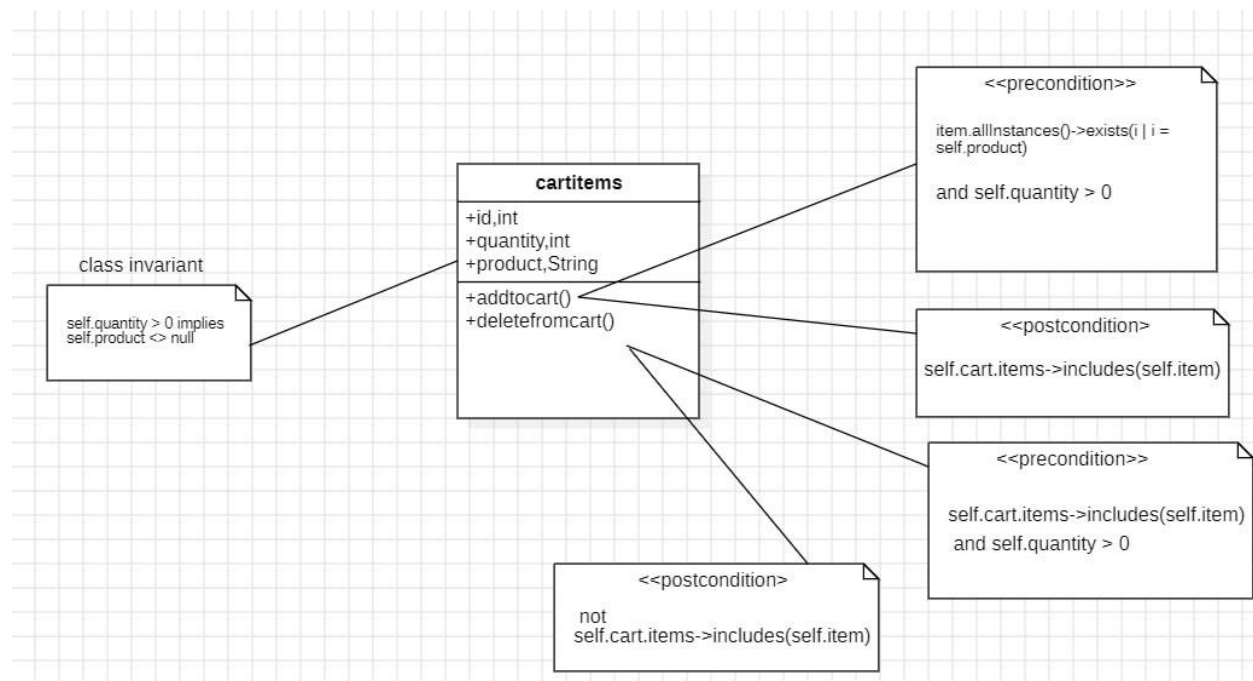 <<precondition>>
item.allInstances()->exists(i | i =
self.product)
and self.quantity > 0
cartitems
+id,int
+quantity,int
+product,String
+addtocart()
+deletefromcart()
class invariant
self.quantity > 0 implies
self.product <> null
<<postcondition>
self.cart.items->includes(self.item)
<<precondition>>
self.cart.items->includes(self.item)
and self.quantity > 0
<<postcondition>
not
self.cart.items->includes(self.item)